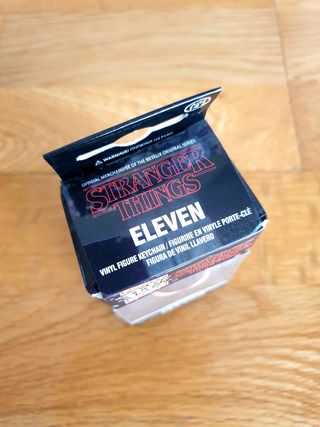 ⚠ WARNING:
OFFICIAL MERCHANDISE OF THE NETFLIX ORIGINAL SERIES
STRANGER
THINGS
ELEVEN
VINYL FIGURE KEYCHAIN / FIGURINE EN VINYLE PORTE-CLÉ
FIGURA DE VINIL LLAVERO